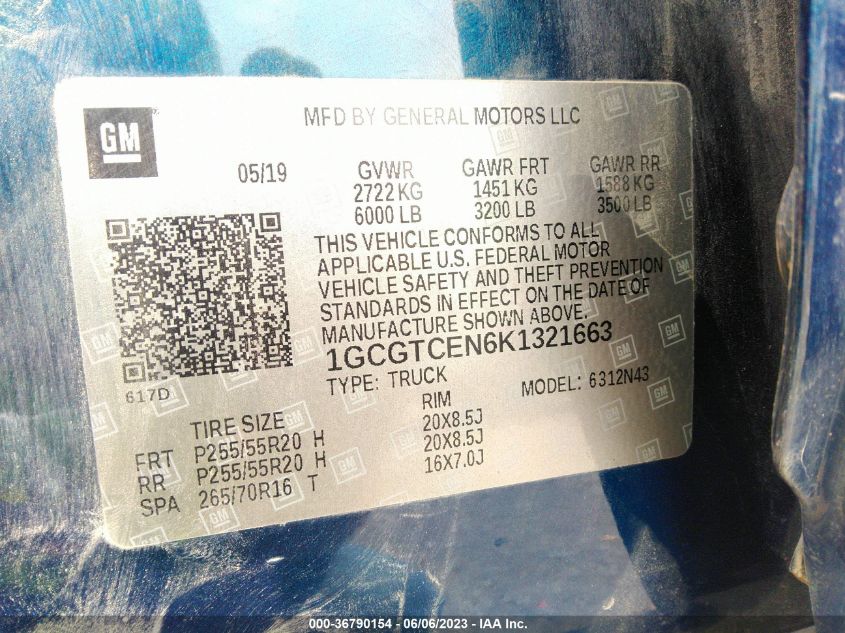 GM
MFD BY GENERAL MOTORS LLC
05/19 GVWR GAWR FRT GAWR RR
2722 KG 1451 KG 1588 KG
6000 LB 3200 LB 3500 LB
THIS VEHICLE CONFORMS TO ALL
APPLICABLE U.S. FEDERAL MOTOR
VEHICLE SAFETY AND THEFT PREVENTION
STANDARDS IN EFFECT ON THE DATE OF
MANUFACTURE SHOWN ABOVE.
1GCGTCEN6K1321663
617D
TYPE: TRUCK MODEL: 6312N43
TIRE SIZE RIM
FRT P255/55R20 H 20X8.5J
RR P255/55R20 H 20X8.5J
SPA 265/70R16 T 16X7.0J
000-36790154 - 06/06/2023 - IAA Inc.